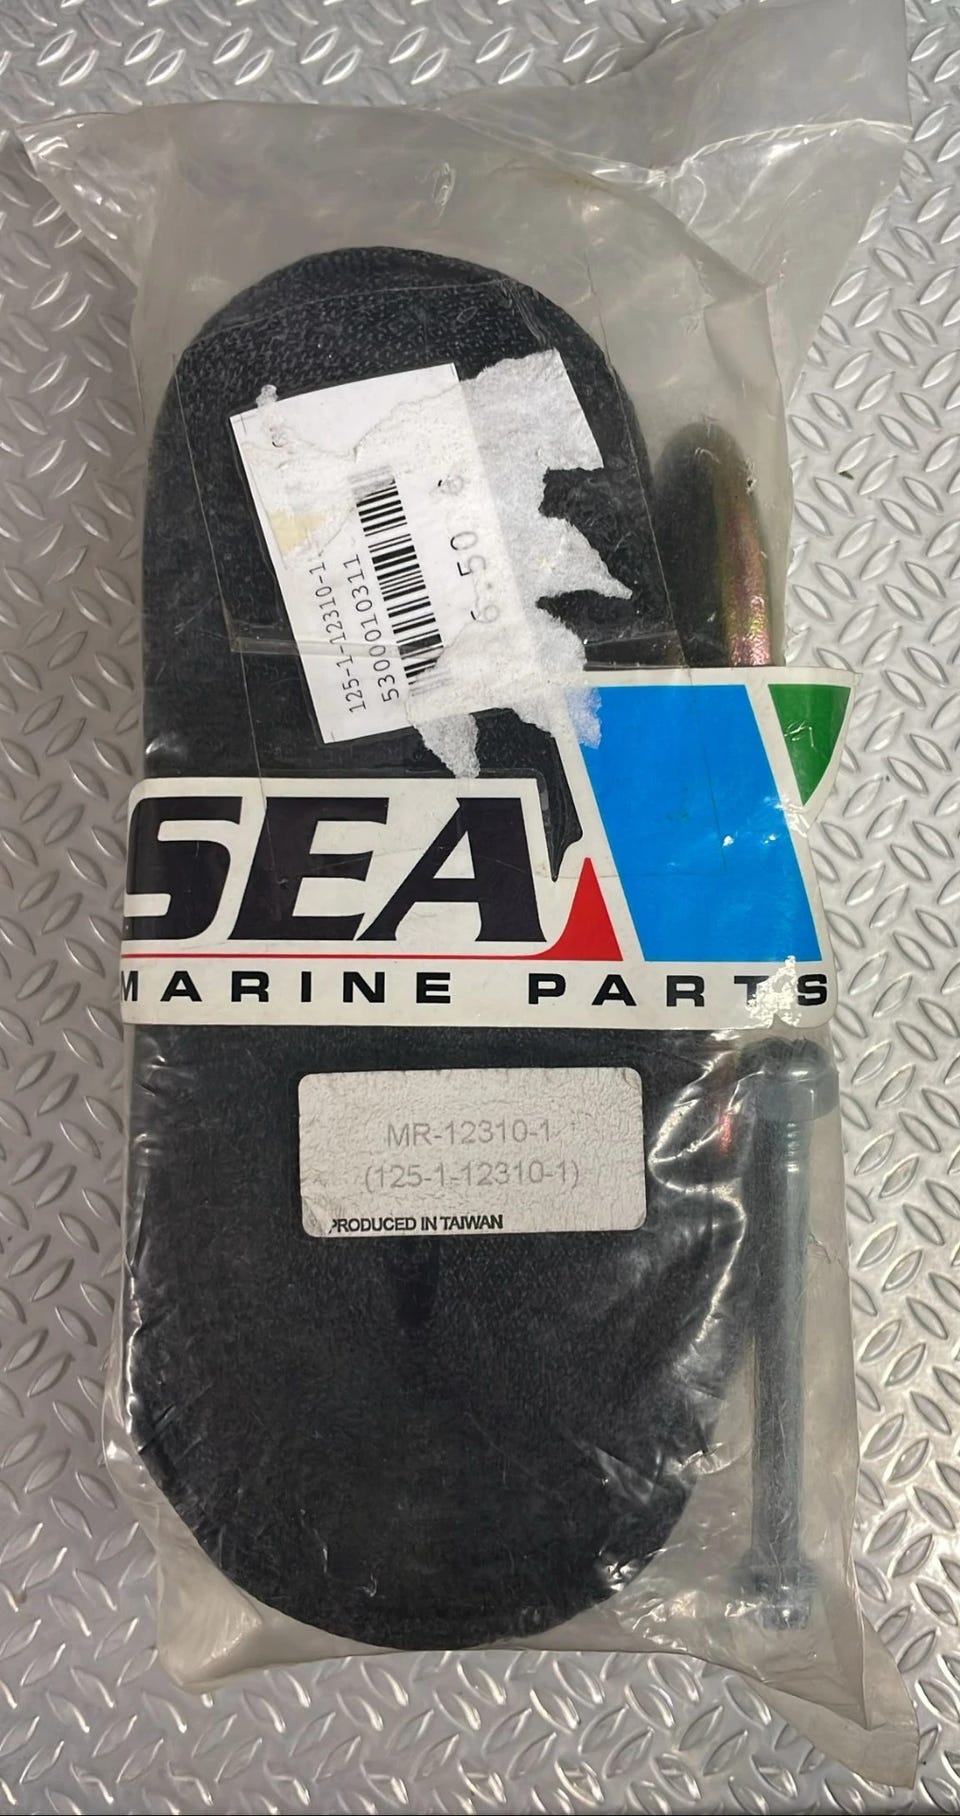 125-1-12310-1
5300010311
6.50
SEA
MARINE PARTS
MR-12310-1
(125-1-12310-1)
PRODUCED IN TAIWAN